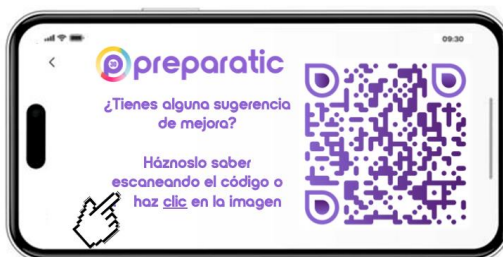 09:30
preparatic
¿Tienes alguna sugerencia
de mejora?
Háznoslo saber
escaneando el código o
haz clic en la imagen